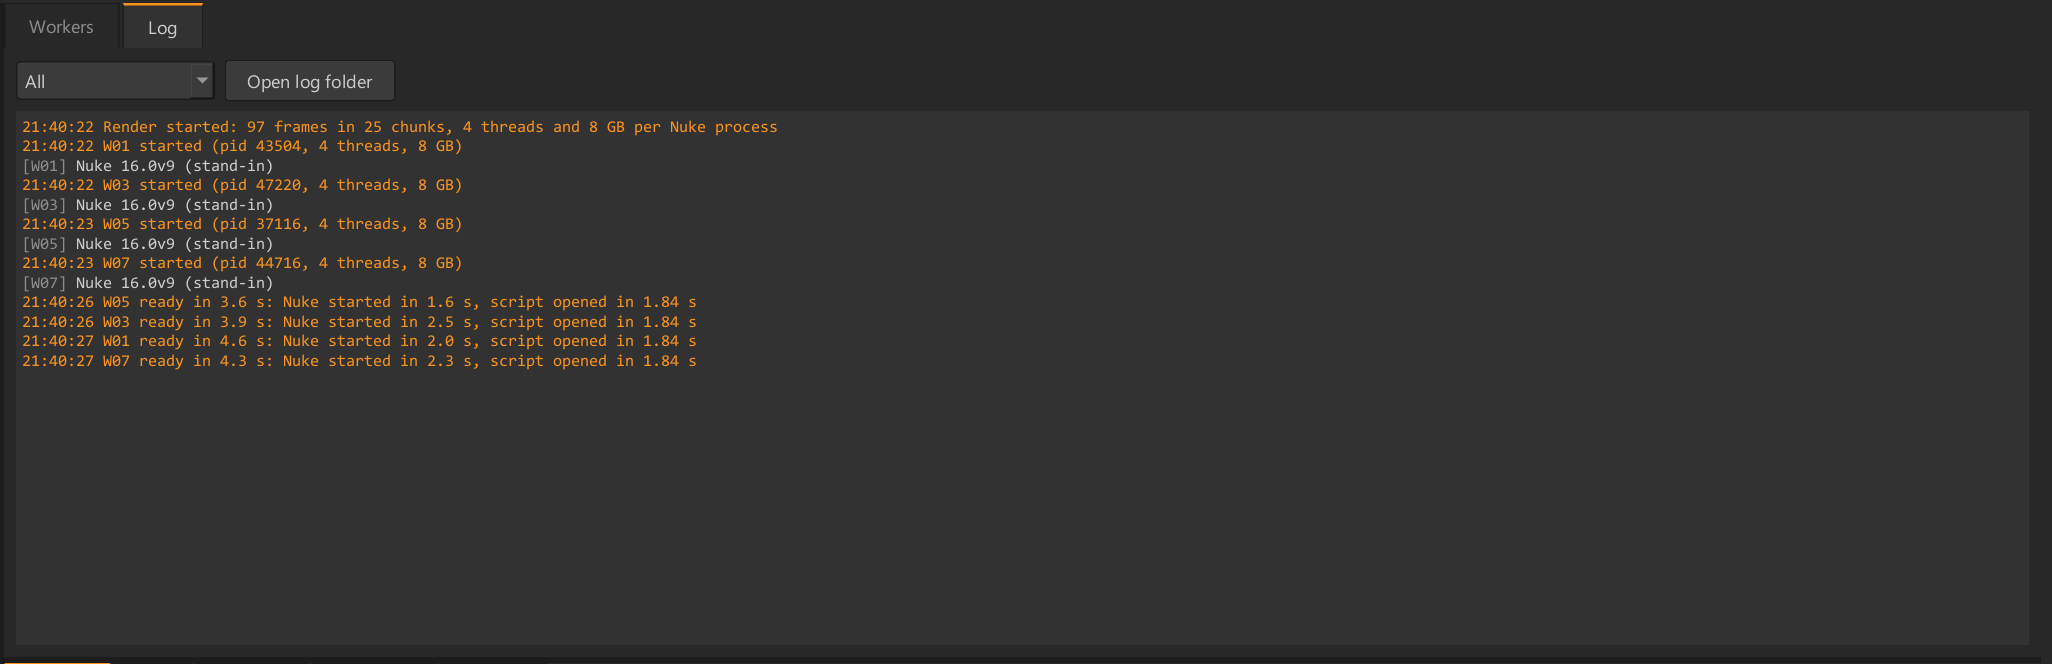 Workers
Log
All
Open log folder
21:40:22 Render started: 97 frames in 25 chunks, 4 threads and 8 GB per Nuke process
21:40:22 W01 started (pid 43504, 4 threads, 8 GB)
[W01] Nuke 16.0v9 (stand-in)
21:40:22 W03 started (pid 47220, 4 threads, 8 GB)
[W03] Nuke 16.0v9 (stand-in)
21:40:23 W05 started (pid 37116, 4 threads, 8 GB)
[W05] Nuke 16.0v9 (stand-in)
21:40:23 W07 started (pid 44716, 4 threads, 8 GB)
[W07] Nuke 16.0v9 (stand-in)
21:40:26 W05 ready in 3.6 s: Nuke started in 1.6 s, script opened in 1.84 s
21:40:26 W03 ready in 3.9 s: Nuke started in 2.5 s, script opened in 1.84 s
21:40:27 W01 ready in 4.6 s: Nuke started in 2.0 s, script opened in 1.84 s
21:40:27 W07 ready in 4.3 s: Nuke started in 2.3 s, script opened in 1.84 s